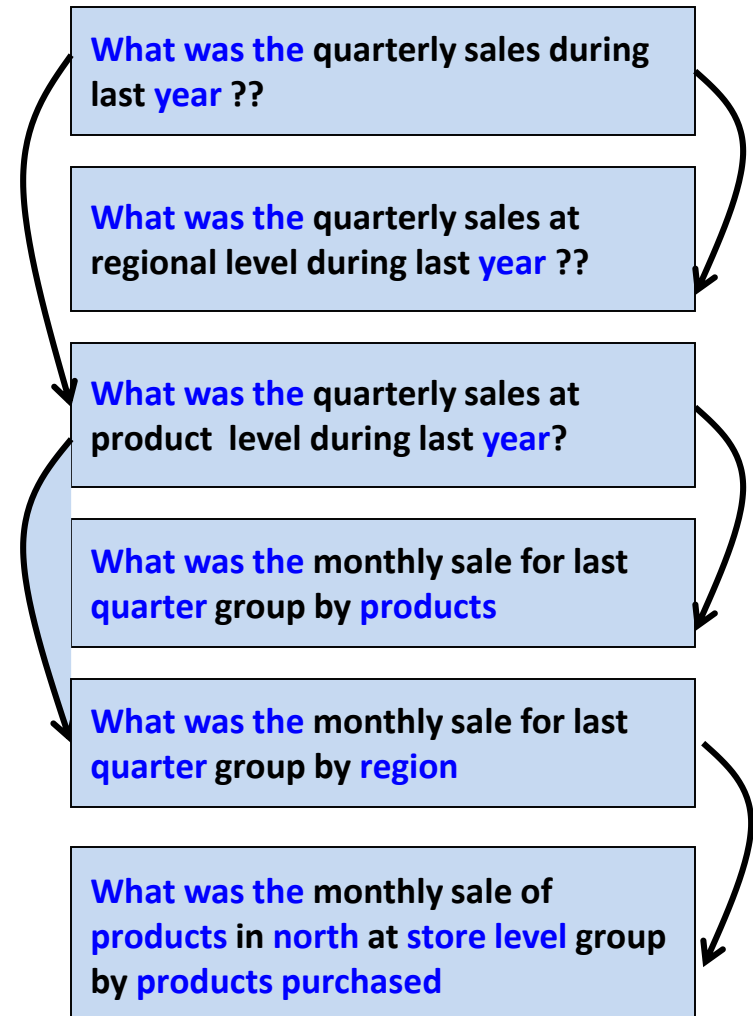 What was the quarterly sales during
last year ??
What was the quarterly sales at
regional level during last year ??
What was the quarterly sales at
product level during last year?
What was the monthly sale for last
quarter group by products
What was the monthly sale for last
quarter group by region
What was the monthly sale of
products in north at store level group
by products purchased